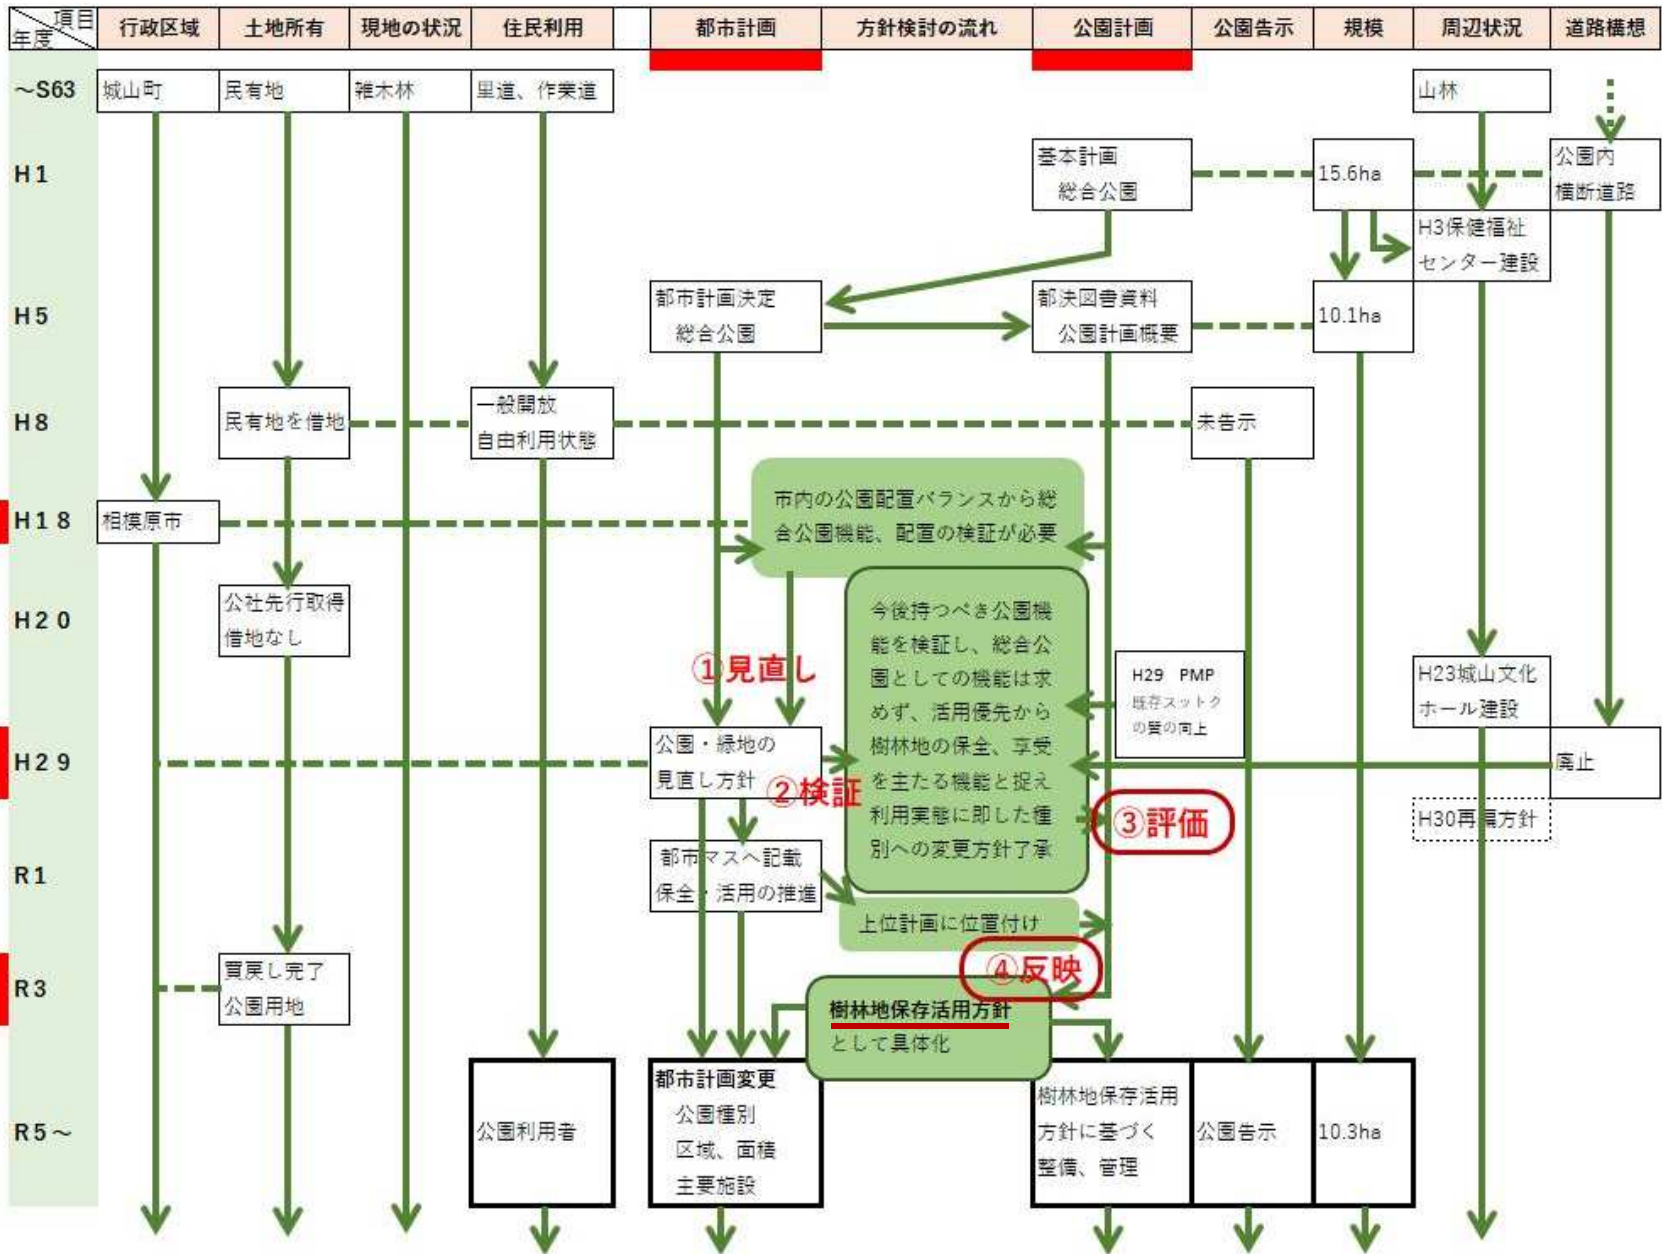 項目
年度
行政区域
土地所有
現地の状況
住民利用
都市計画
方針検討の流れ
公園計画
公園告示
規模
周辺状況
道路構想
～S63
城山町
民有地
雑木林
里道、作業道
山林
H1
基本計画
総合公園
15.6ha
公園内
横断道路
H3保健福祉
センター建設
H5
都市計画決定
総合公園
都決図書資料
公園計画概要
10.1ha
H8
民有地を借地
一般開放
自由利用状態
未告示
H18
相模原市
市内の公園配置バランスから総
合公園機能、配置の検証が必要
H20
公社先行取得
借地なし
今後持つべき公園機
能を検証し、総合公
園としての機能は求
めず、活用優先から
樹林地の保全、享受
を主たる機能と捉え
利用実態に即した種
別への変更方針了承
①見直し
H29 PMP
既存スットク
の質の向上
H23城山文化
ホール建設
H29
公園・緑地の
見直し方針
②検証
廃止
③評価
H30再編方針
R1
都市マスへ記載
保全・活用の推進
上位計画に位置付け
④反映
R3
買戻し完了
公園用地
樹林地保存活用方針
として具体化
R5～
公園利用者
都市計画変更
公園種別
区域、面積
主要施設
樹林地保存活用
方針に基づく
整備、管理
公園告示
10.3ha